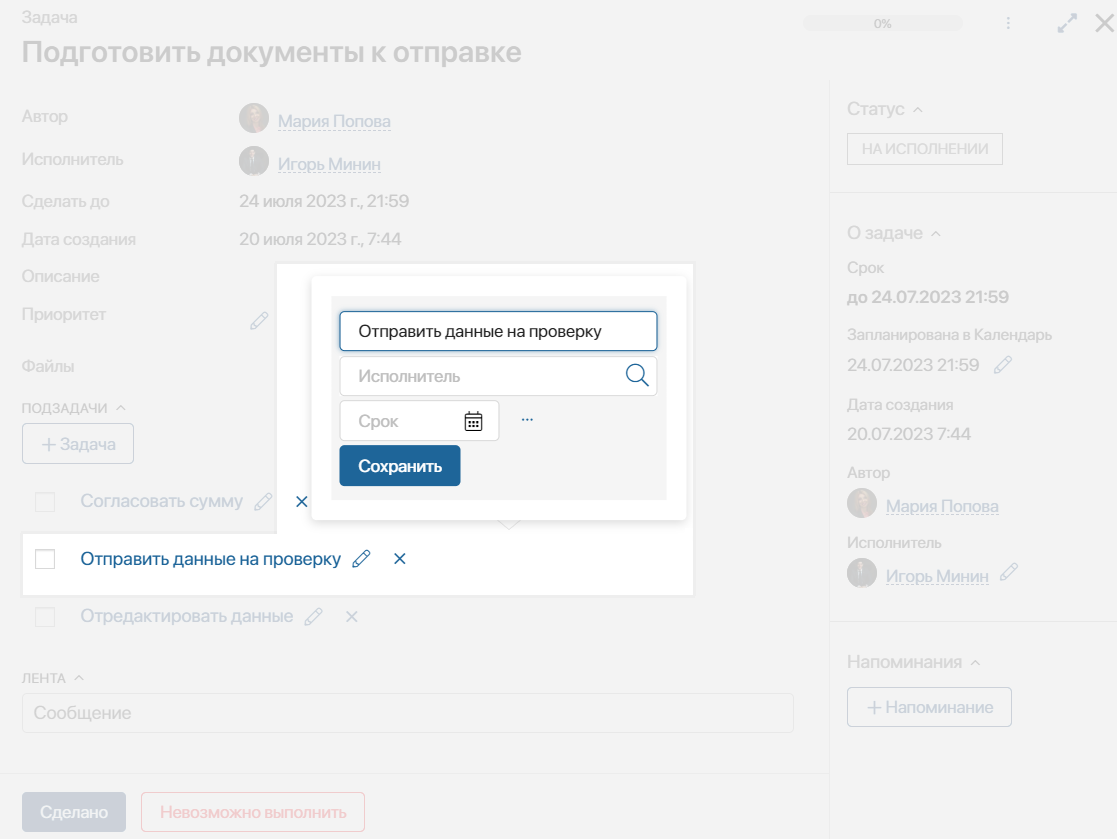 Задача
0%
Подготовить документы к отправке
Автор
Мария Попова
Исполнитель
Игорь Минин
Сделать до
24 июля 2023 г., 21:59
Дата создания
20 июля 2023 г., 7:44
Описание
Приоритет
Файлы
ПОДЗАДАЧИ
+ Задача
Отправить данные на проверку
Исполнитель
Срок
...
Сохранить
Согласовать сумму
Отправить данные на проверку
Отредактировать данные
ЛЕНТА
Сообщение
Сделано
Невозможно выполнить
Статус
НА ИСПОЛНЕНИИ
О задаче
Срок
до 24.07.2023 21:59
Запланирована в Календарь
24.07.2023 21:59
Дата создания
20.07.2023 7:44
Автор
Мария Попова
Исполнитель
Игорь Минин
Напоминания
+ Напоминание